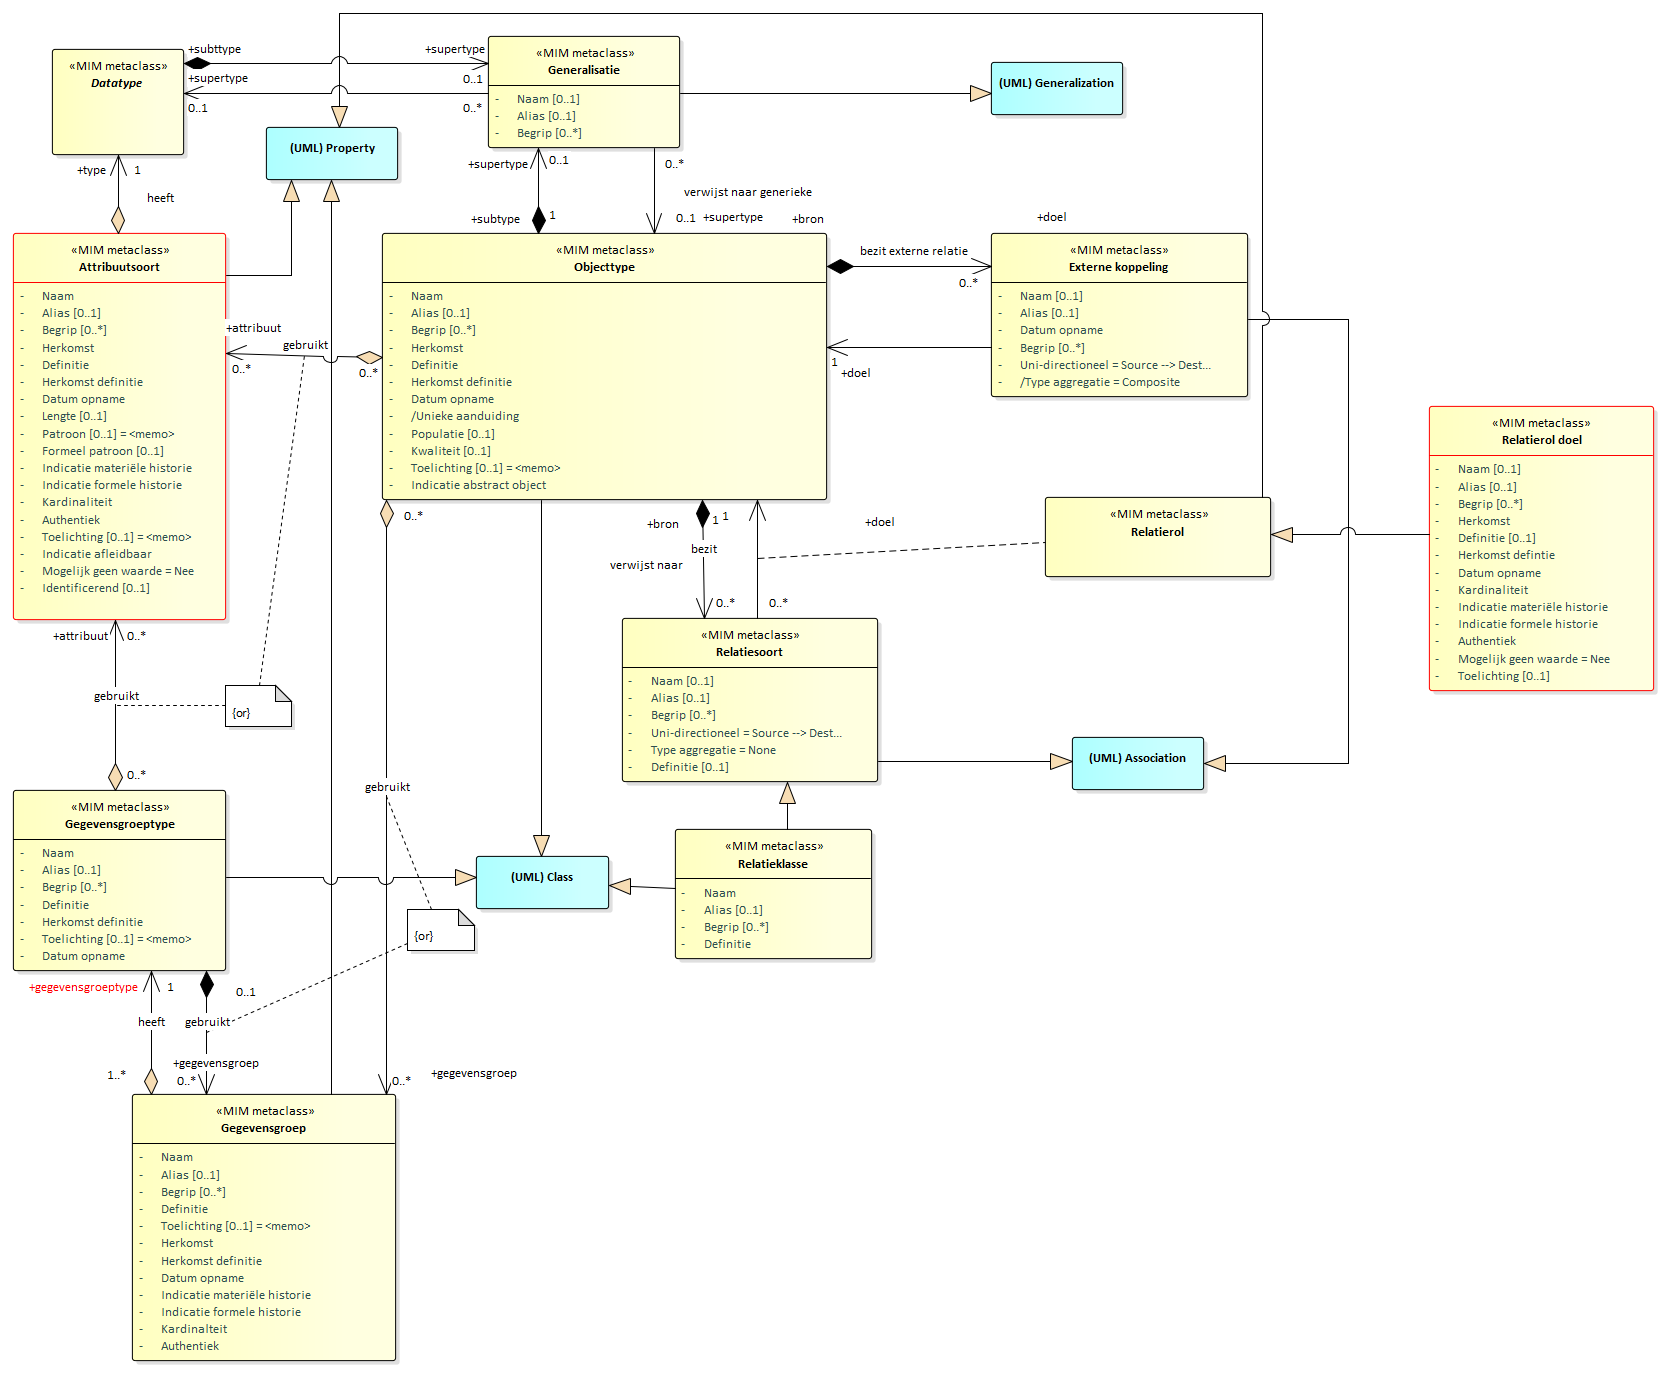 +subttype
+supertype
«MIM metaclass»
Datatype
+supertype
0..1
0..1
0..*
«MIM metaclass»
Generalisatie
- Naam [0..1]
- Alias [0..1]
- Begrip [0..*]
(UML) Generalization
(UML) Property
+type
1
heeft
+supertype
0..1
0..*
verwijst naar generieke
+subtype
1
0..1
+supertype
+bron
+doel
«MIM metaclass»
Attribuutsoort
- Naam
- Alias [0..1]
- Begrip [0..*]
- Herkomst
- Definitie
- Herkomst definitie
- Datum opname
- Lengte [0..1]
- Patroon [0..1] = <memo>
- Formeel patroon [0..1]
- Indicatie materiële historie
- Indicatie formele historie
- Kardinaliteit
- Authentiek
- Toelichting [0..1] = <memo>
- Indicatie afleidbaar
- Mogelijk geen waarde = Nee
- Identificerend [0..1]
+attribuut
gebruikt
0..*
0..*
«MIM metaclass»
Objecttype
- Naam
- Alias [0..1]
- Begrip [0..*]
- Herkomst
- Definitie
- Herkomst definitie
- Datum opname
- /Unieke aanduiding
- Populatie [0..1]
- Kwaliteit [0..1]
- Toelichting [0..1] = <memo>
- Indicatie abstract object
bezit externe relatie
0..*
1
+doel
«MIM metaclass»
Externe koppeling
- Naam [0..1]
- Alias [0..1]
- Datum opname
- Begrip [0..*]
- Uni-directioneel = Source --> Dest...
- /Type aggregatie = Composite
«MIM metaclass»
Relatierol doel
- Naam [0..1]
- Alias [0..1]
- Begrip [0..*]
- Herkomst
- Definitie [0..1]
- Herkomst defintie
- Datum opname
- Kardinaliteit
- Indicatie materiële historie
- Indicatie formele historie
- Authentiek
- Mogelijk geen waarde = Nee
- Toelichting [0..1]
«MIM metaclass»
Relatierol
0..*
+bron
1
1
+doel
bezit
verwijst naar
0..*
0..*
+attribuut
0..*
gebruikt
{or}
0..*
«MIM metaclass»
Relatiesoort
- Naam [0..1]
- Alias [0..1]
- Begrip [0..*]
- Uni-directioneel = Source --> Dest...
- Type aggregatie = None
- Definitie [0..1]
(UML) Association
gebruikt
«MIM metaclass»
Gegevensgroeptype
- Naam
- Alias [0..1]
- Begrip [0..*]
- Definitie
- Herkomst definitie
- Toelichting [0..1] = <memo>
- Datum opname
(UML) Class
«MIM metaclass»
Relatieklasse
- Naam
- Alias [0..1]
- Begrip [0..*]
- Definitie
{or}
+gegevensgroeptype
1
0..1
heeft
gebruikt
+gegevensgroep
1..*
0..*
0..*
+gegevensgroep
«MIM metaclass»
Gegevensgroep
- Naam
- Alias [0..1]
- Begrip [0..*]
- Definitie
- Toelichting [0..1] = <memo>
- Herkomst
- Herkomst definitie
- Datum opname
- Indicatie materiële historie
- Indicatie formele historie
- Kardinalteit
- Authentiek